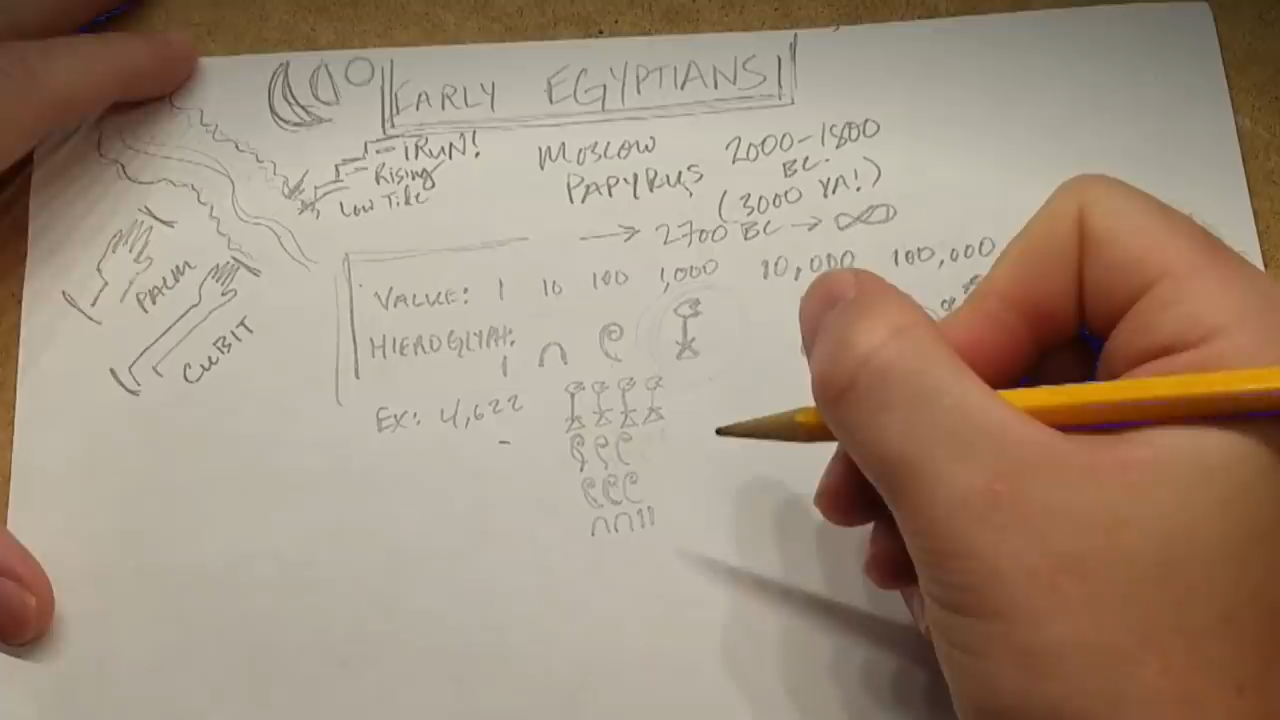 EARLY EGYPTIANS
RUN!
Rising
Low Tide
MOSCOW
PAPYRUS
2000-1800
BC.
(3000 YA!)
→ 2700 BC → ∞
PALM
CUBIT
VALUE: 1 10 100 1,000 10,000 100,000
HIEROGLYPH:
EX: 4,622